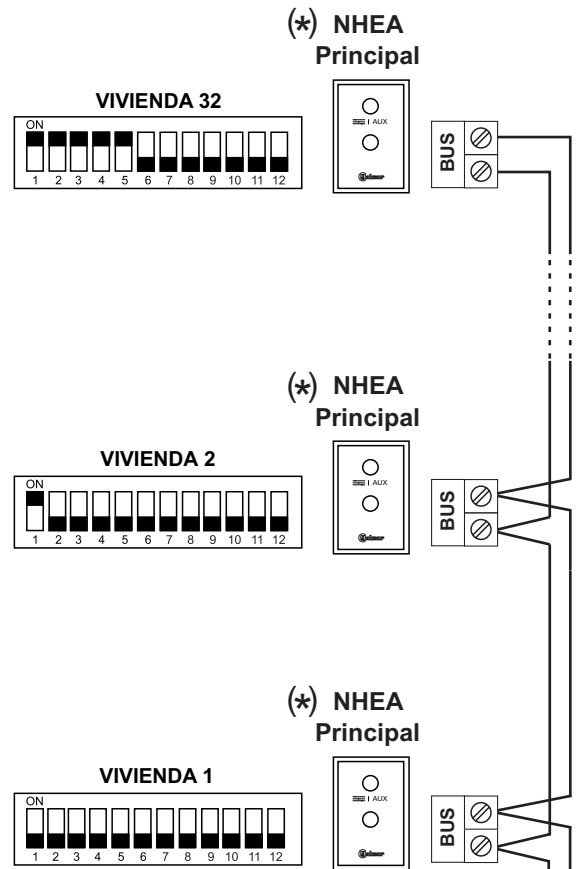 (*) NHEA
Principal
VIVIENDA 32
ON
1 2 3 4 5 6 7 8 9 10 11 12
AUX
Golmar
BUS
(*) NHEA
Principal
VIVIENDA 2
ON
1 2 3 4 5 6 7 8 9 10 11 12
AUX
Golmar
BUS
(*) NHEA
Principal
VIVIENDA 1
ON
1 2 3 4 5 6 7 8 9 10 11 12
AUX
Golmar
BUS